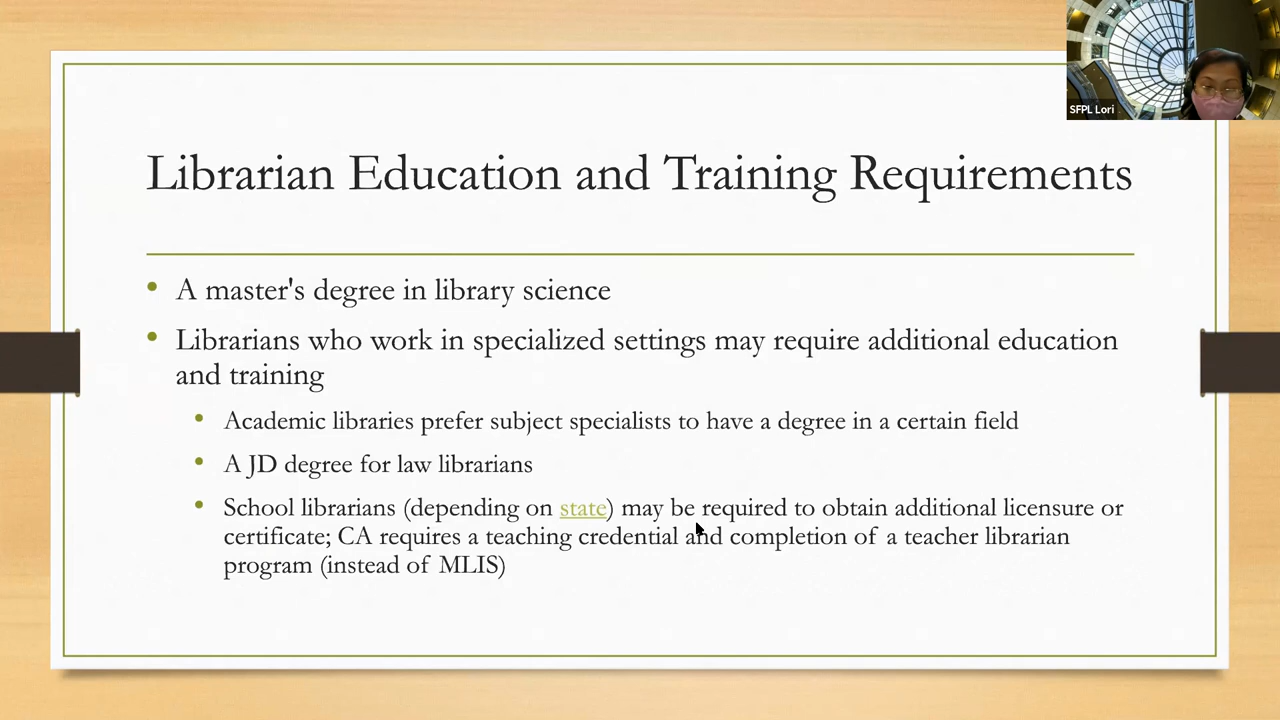 SFPL Lori
Librarian Education and Training Requirements
• A master's degree in library science
• Librarians who work in specialized settings may require additional education
and training
• Academic libraries prefer subject specialists to have a degree in a certain field
• A JD degree for law librarians
• School librarians (depending on state) may be required to obtain additional licensure or
certificate; CA requires a teaching credential and completion of a teacher librarian
program (instead of MLIS)